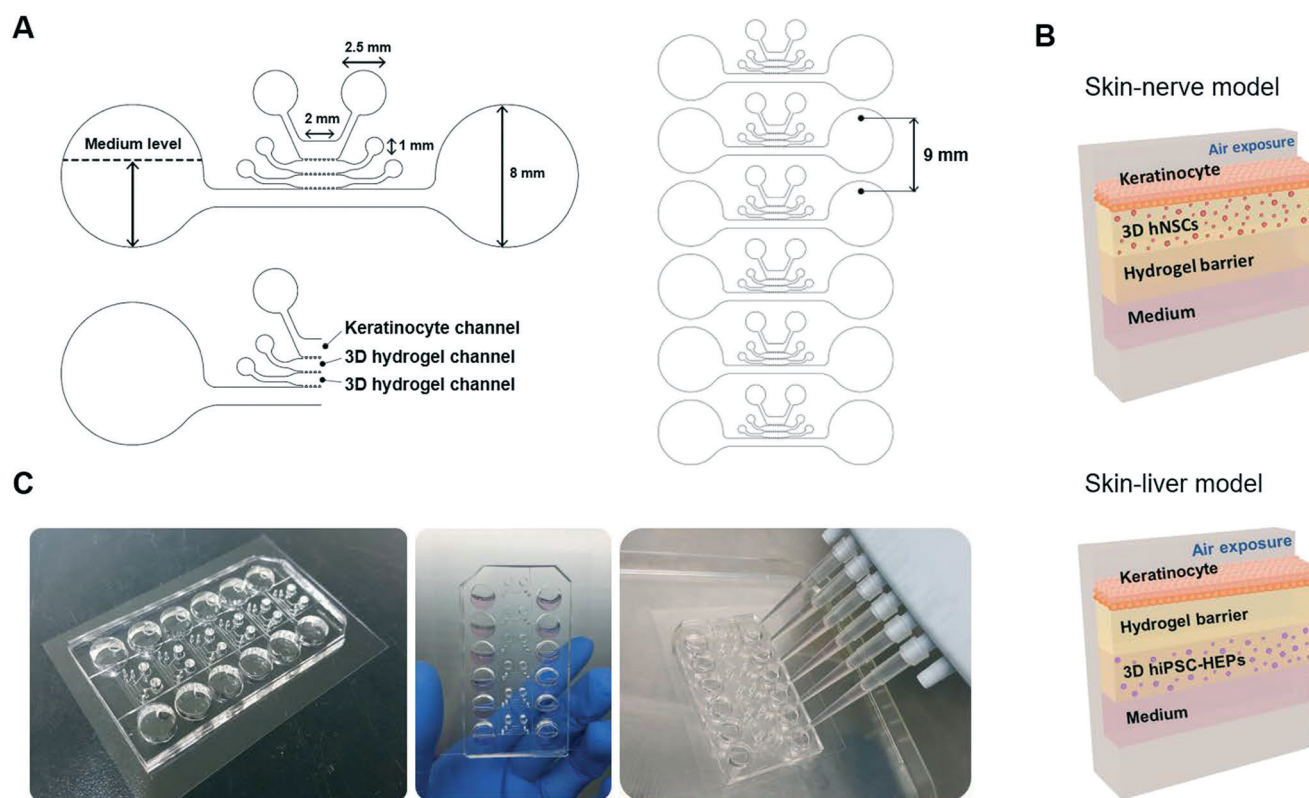 A
2.5 mm
2 mm
Medium level
1 mm
8 mm
9 mm
Keratinocyte channel
3D hydrogel channel
3D hydrogel channel
B
Skin-nerve model
Air exposure
Keratinocyte
3D hNSCs
Hydrogel barrier
Medium
Skin-liver model
Air exposure
Keratinocyte
Hydrogel barrier
3D hiPSC-HEPs
Medium
C